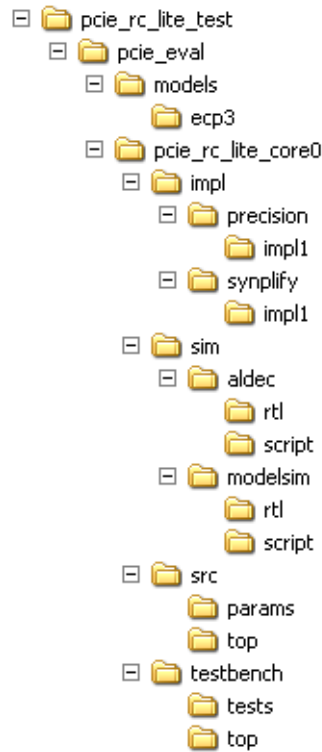 pcie_rc_lite_test
pcie_eval
models
ecp3
pcie_rc_lite_core0
impl
precision
impl1
synplify
impl1
sim
aldec
rtl
script
modelsim
rtl
script
src
params
top
testbench
tests
top